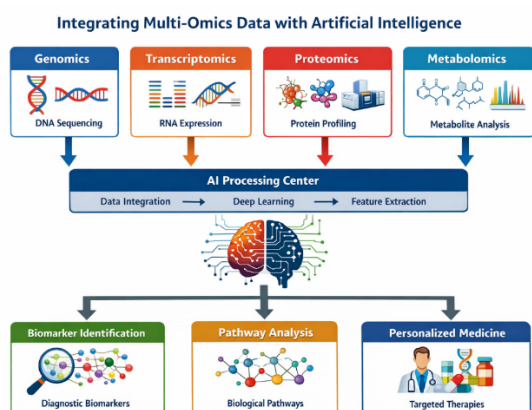 Integrating Multi-Omics Data with Artificial Intelligence
Genomics
Transcriptomics
Proteomics
Metabolomics
DNA Sequencing
RNA Expression
Protein Profiling
Metabolite Analysis
AI Processing Center
Data Integration
Deep Learning
Feature Extraction
Biomarker Identification
Pathway Analysis
Personalized Medicine
Diagnostic Biomarkers
Biological Pathways
Targeted Therapies